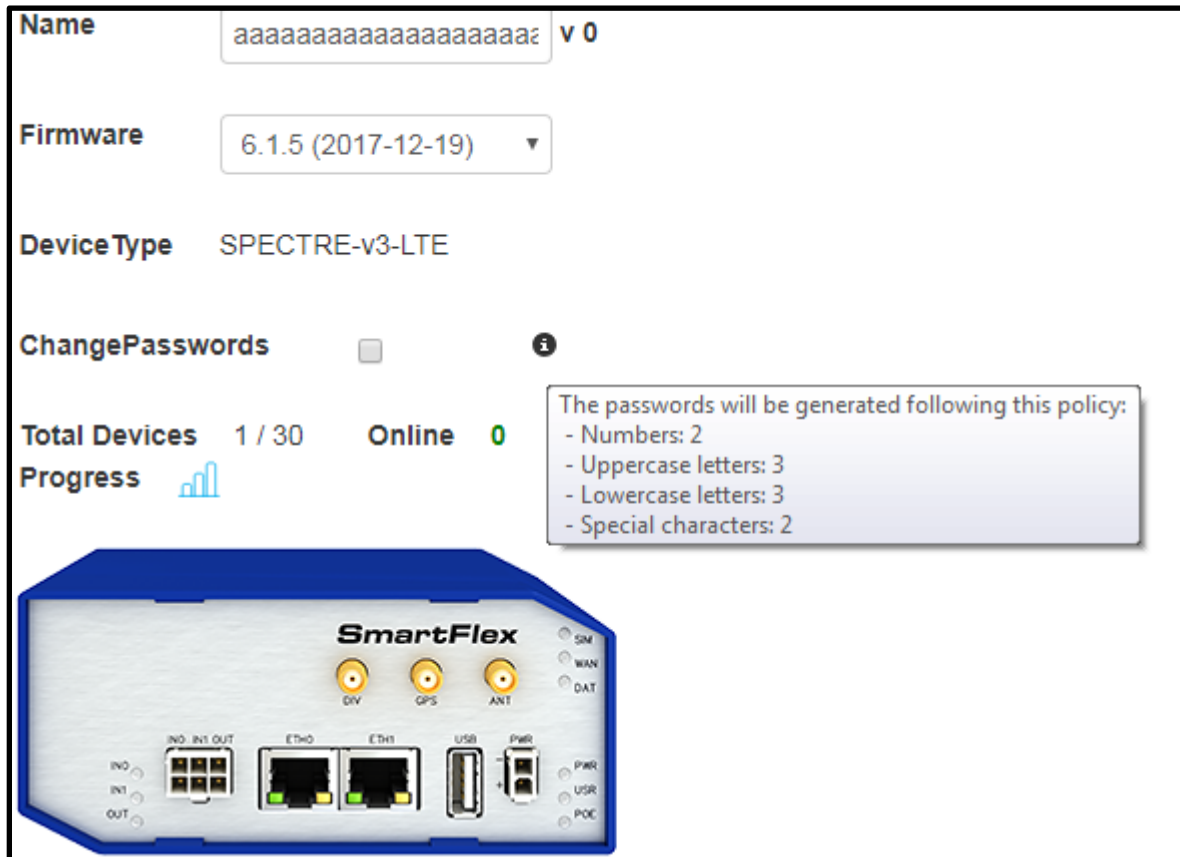 Name aaaaaaaaaaaaaaaaaaaa v 0
Firmware 6.1.5 (2017-12-19)
DeviceType SPECTRE-v3-LTE
ChangePasswords
The passwords will be generated following this policy:
- Numbers: 2
- Uppercase letters: 3
- Lowercase letters: 3
- Special characters: 2
Total Devices 1 / 30 Online 0
Progress
SmartFlex
SIM
WAN
DAT
DIV GPS ANT
IN0 IN1 OUT ETH0 ETH1 USB PWR
- +
IN0
IN1
OUT
PWR
USR
POE